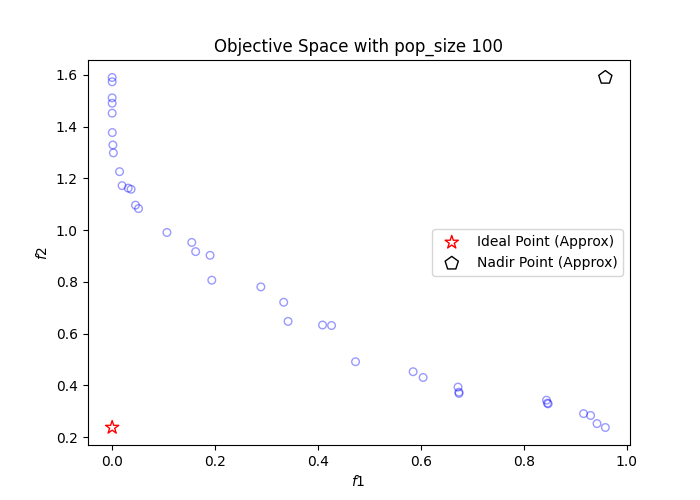 Objective Space with pop_size 100
1.6
1.4
1.2
1.0
0.8
0.6
0.4
0.2
f2
Ideal Point (Approx)
Nadir Point (Approx)
0.0 0.2 0.4 0.6 0.8 1.0
f1